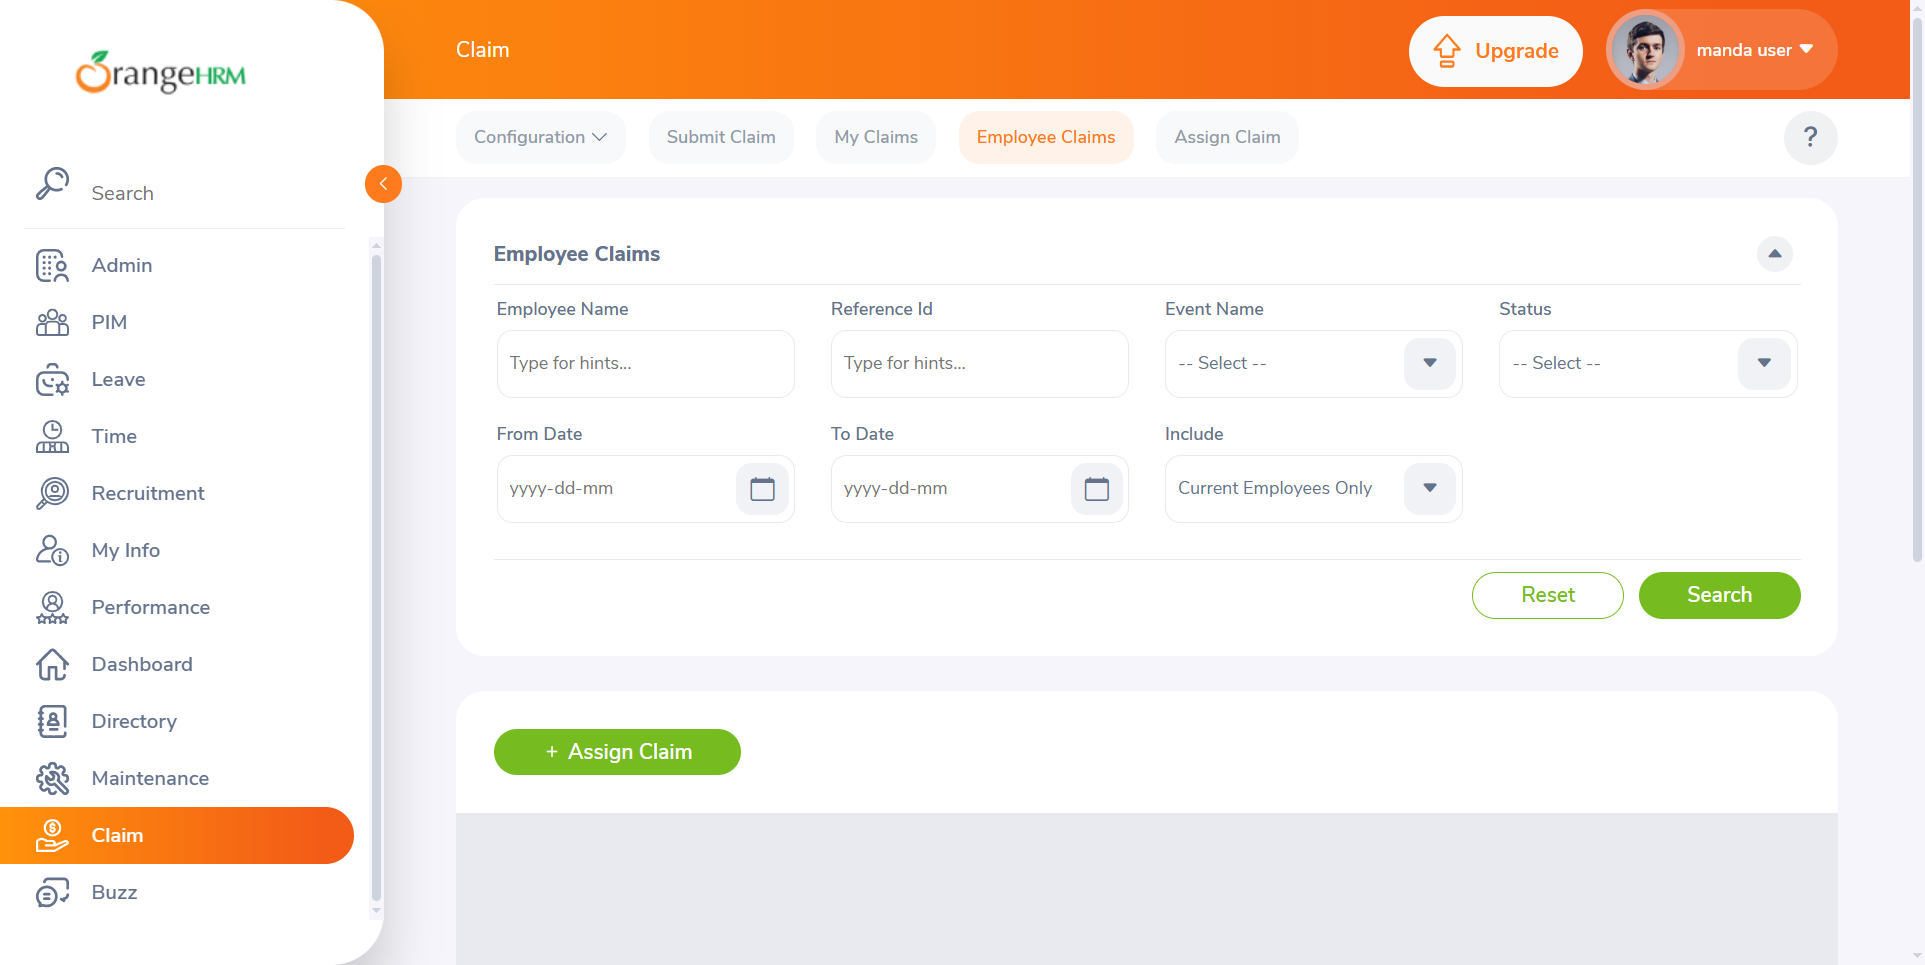 OrangeHRM
Search
Admin
PIM
Leave
Time
Recruitment
My Info
Performance
Dashboard
Directory
Maintenance
Claim
Buzz
Claim
Upgrade
manda user
Configuration
Submit Claim
My Claims
Employee Claims
Assign Claim
?
Employee Claims
Employee Name
Reference Id
Event Name
Status
Type for hints...
Type for hints...
-- Select --
-- Select --
From Date
To Date
Include
yyyy-dd-mm
yyyy-dd-mm
Current Employees Only
Reset
Search
+ Assign Claim